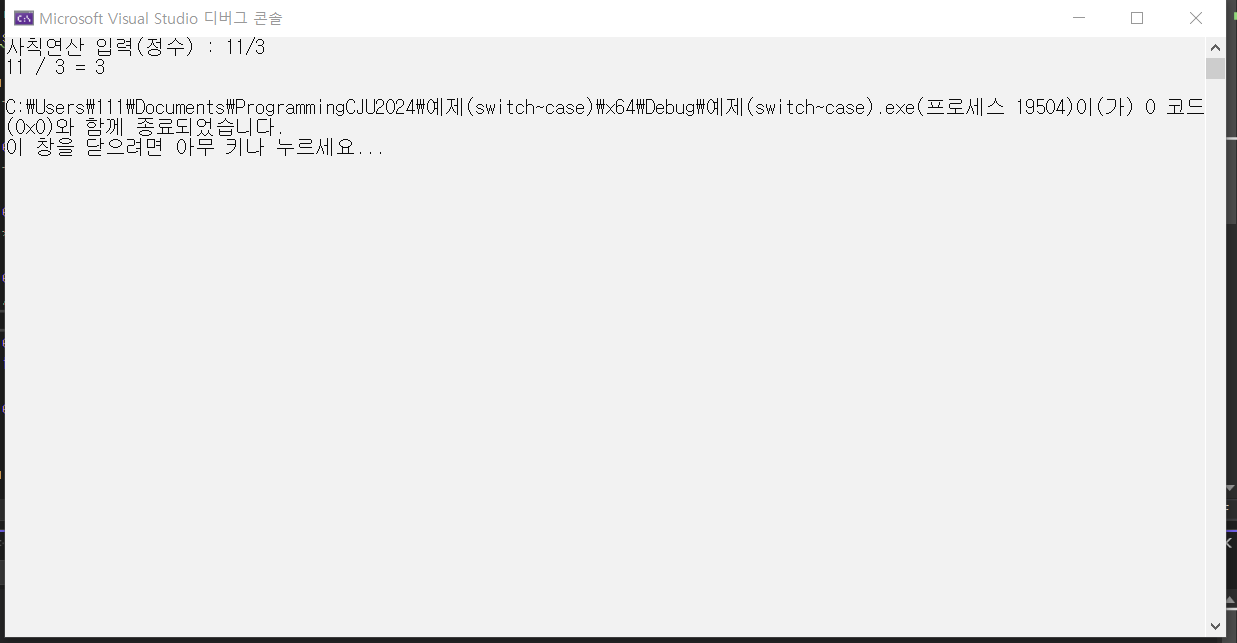 Microsoft Visual Studio 디버그 콘솔
사칙연산 입력(정수) : 11/3
11 / 3 = 3
C:₩Users₩111₩Documents₩ProgrammingCJU2024₩예제(switch~case)₩x64₩Debug₩예제(switch~case).exe(프로세스 19504)이(가) 0 코드
(0x0)와 함께 종료되었습니다.
이 창을 닫으려면 아무 키나 누르세요...